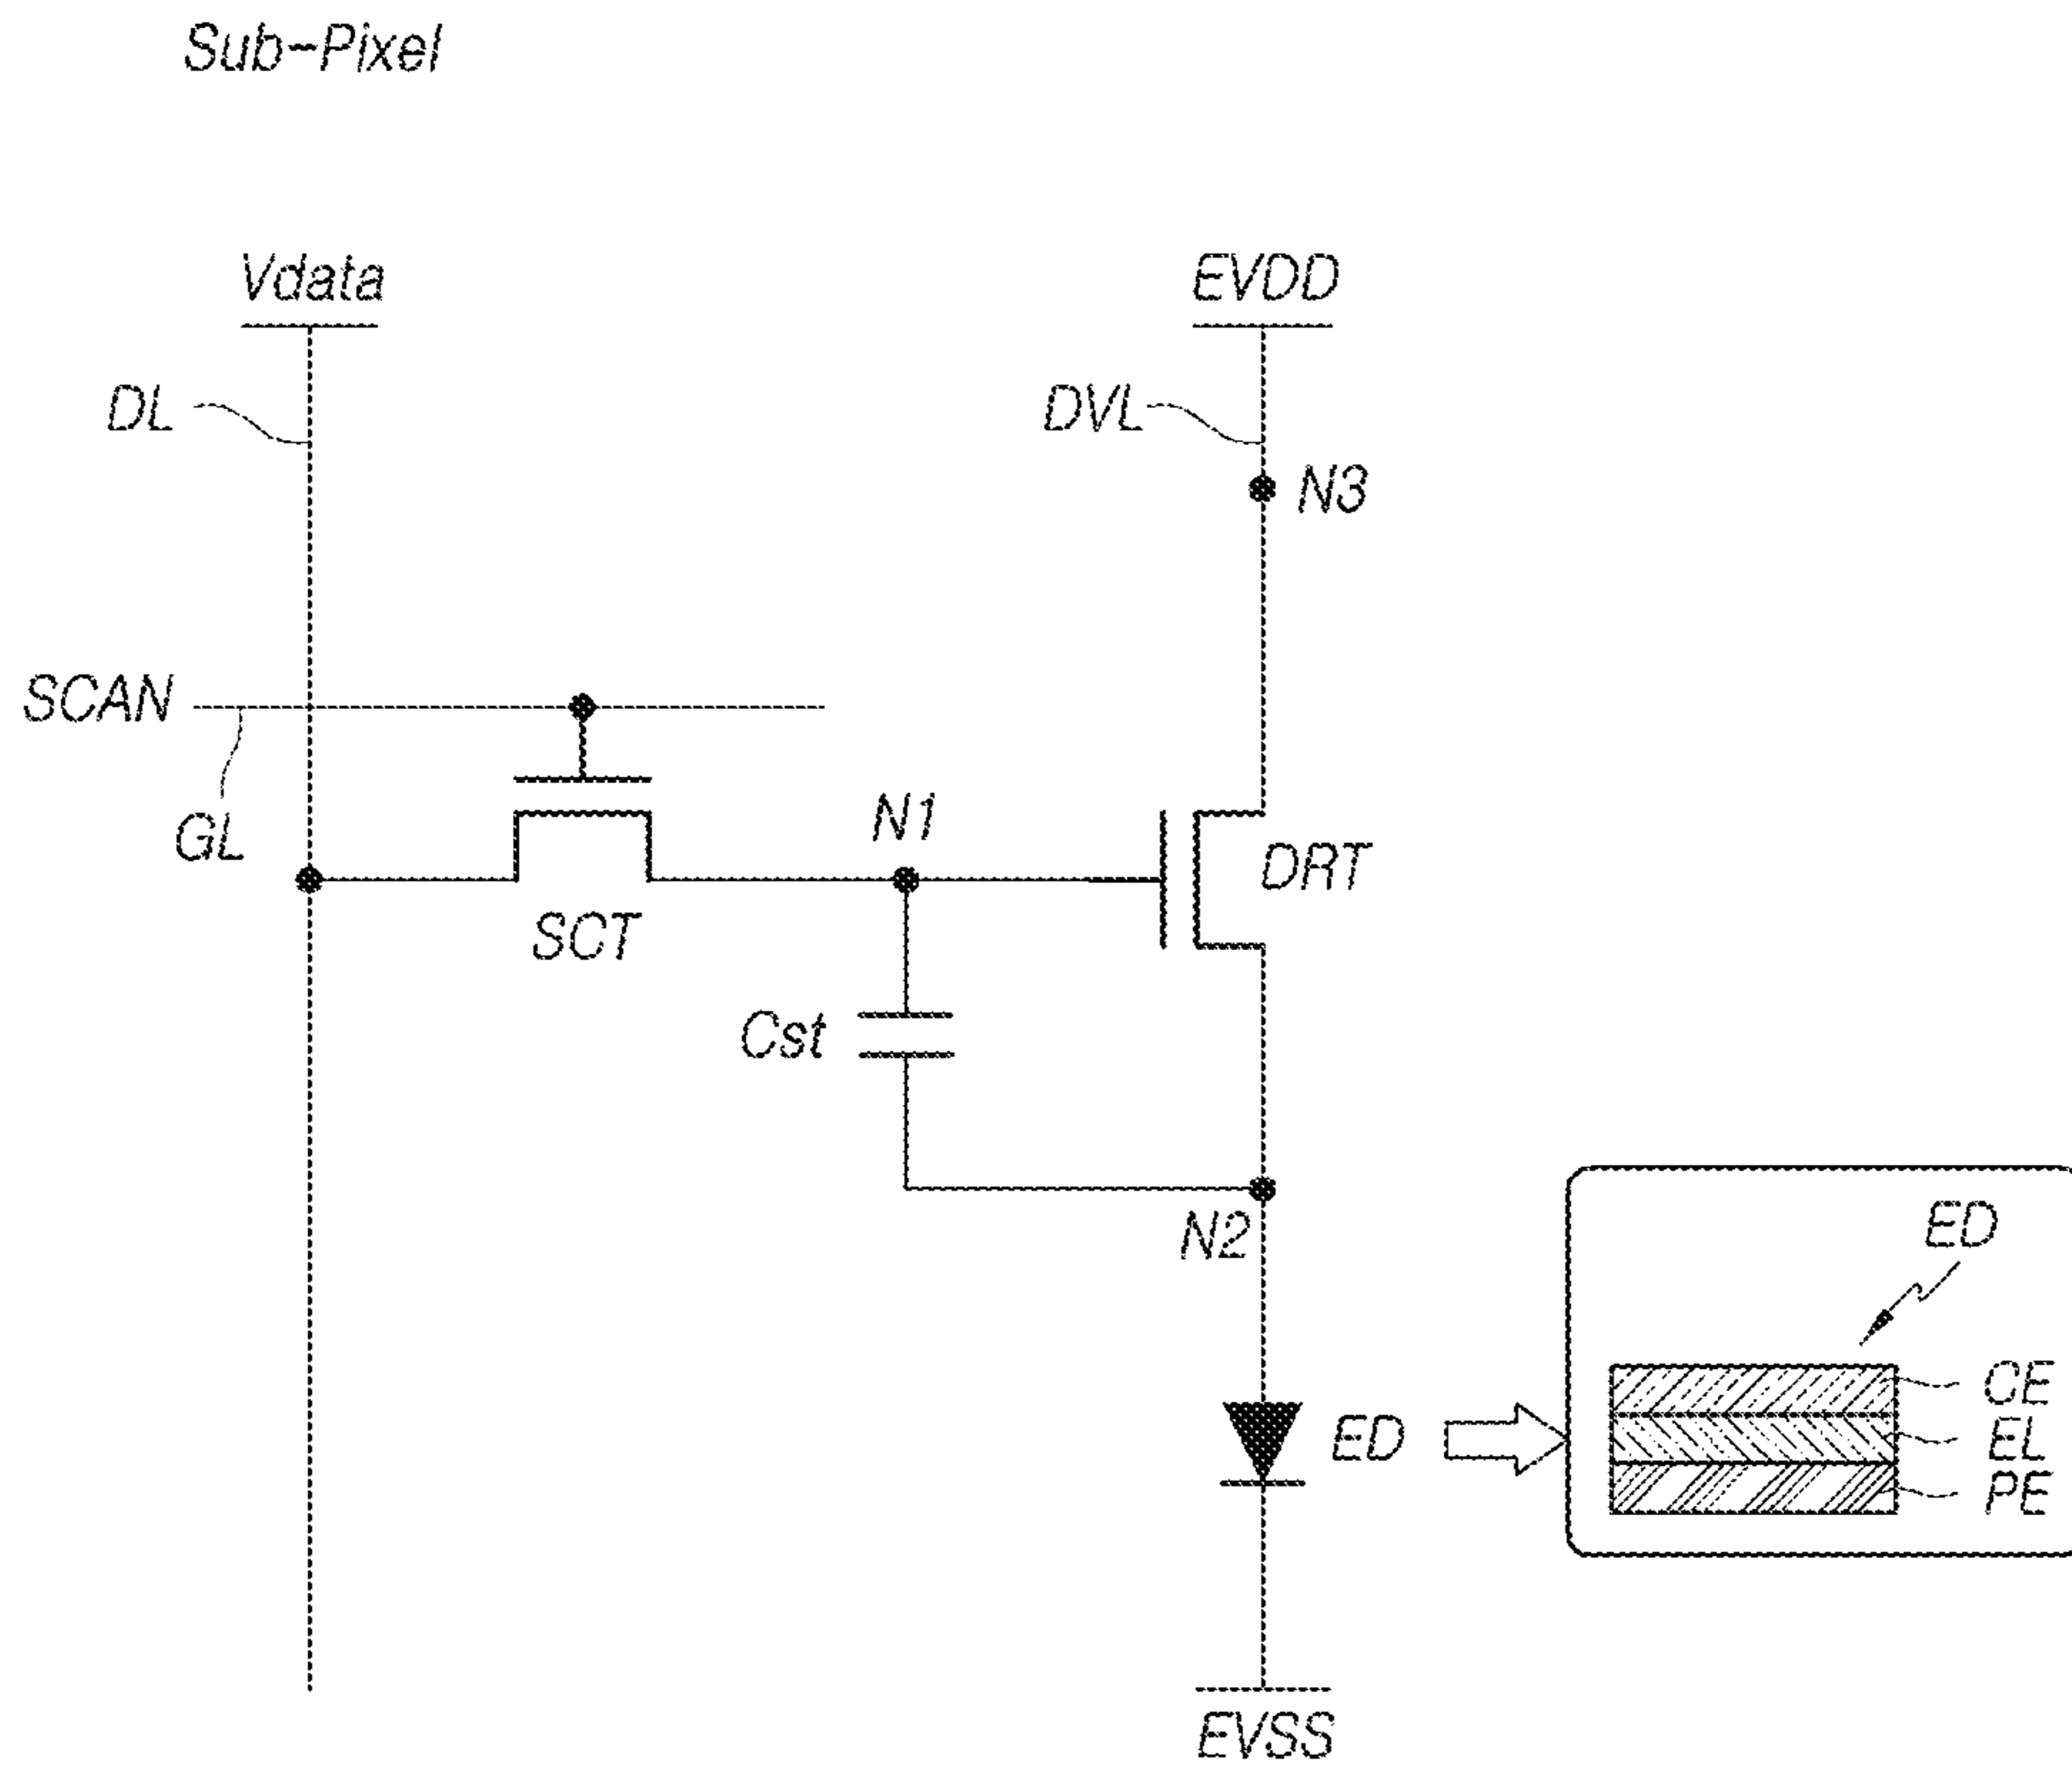 Sub-Pixel
Vdata
EVDD
DL
DVL
N3
SCAN
GL
N1
DRT
SCT
Cst
N2
ED
ED
CE
EL
PE
EVSS